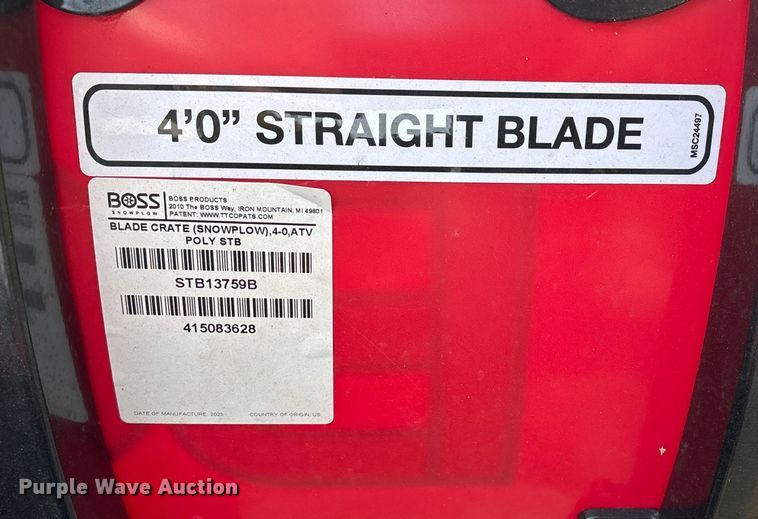 4'0" STRAIGHT BLADE
MSC24497
BOSS
SNOWPLOW
BOSS PRODUCTS
2010 The BOSS Way, IRON MOUNTAIN, MI 49801
PATENT: WWW.TTCOPATS.COM
BLADE CRATE (SNOWPLOW),4-0,ATV
POLY STB
STB13759B
415083628
DATE OF MANUFACTURE: 2023
COUNTRY OF ORIGIN: US
Purple Wave Auction